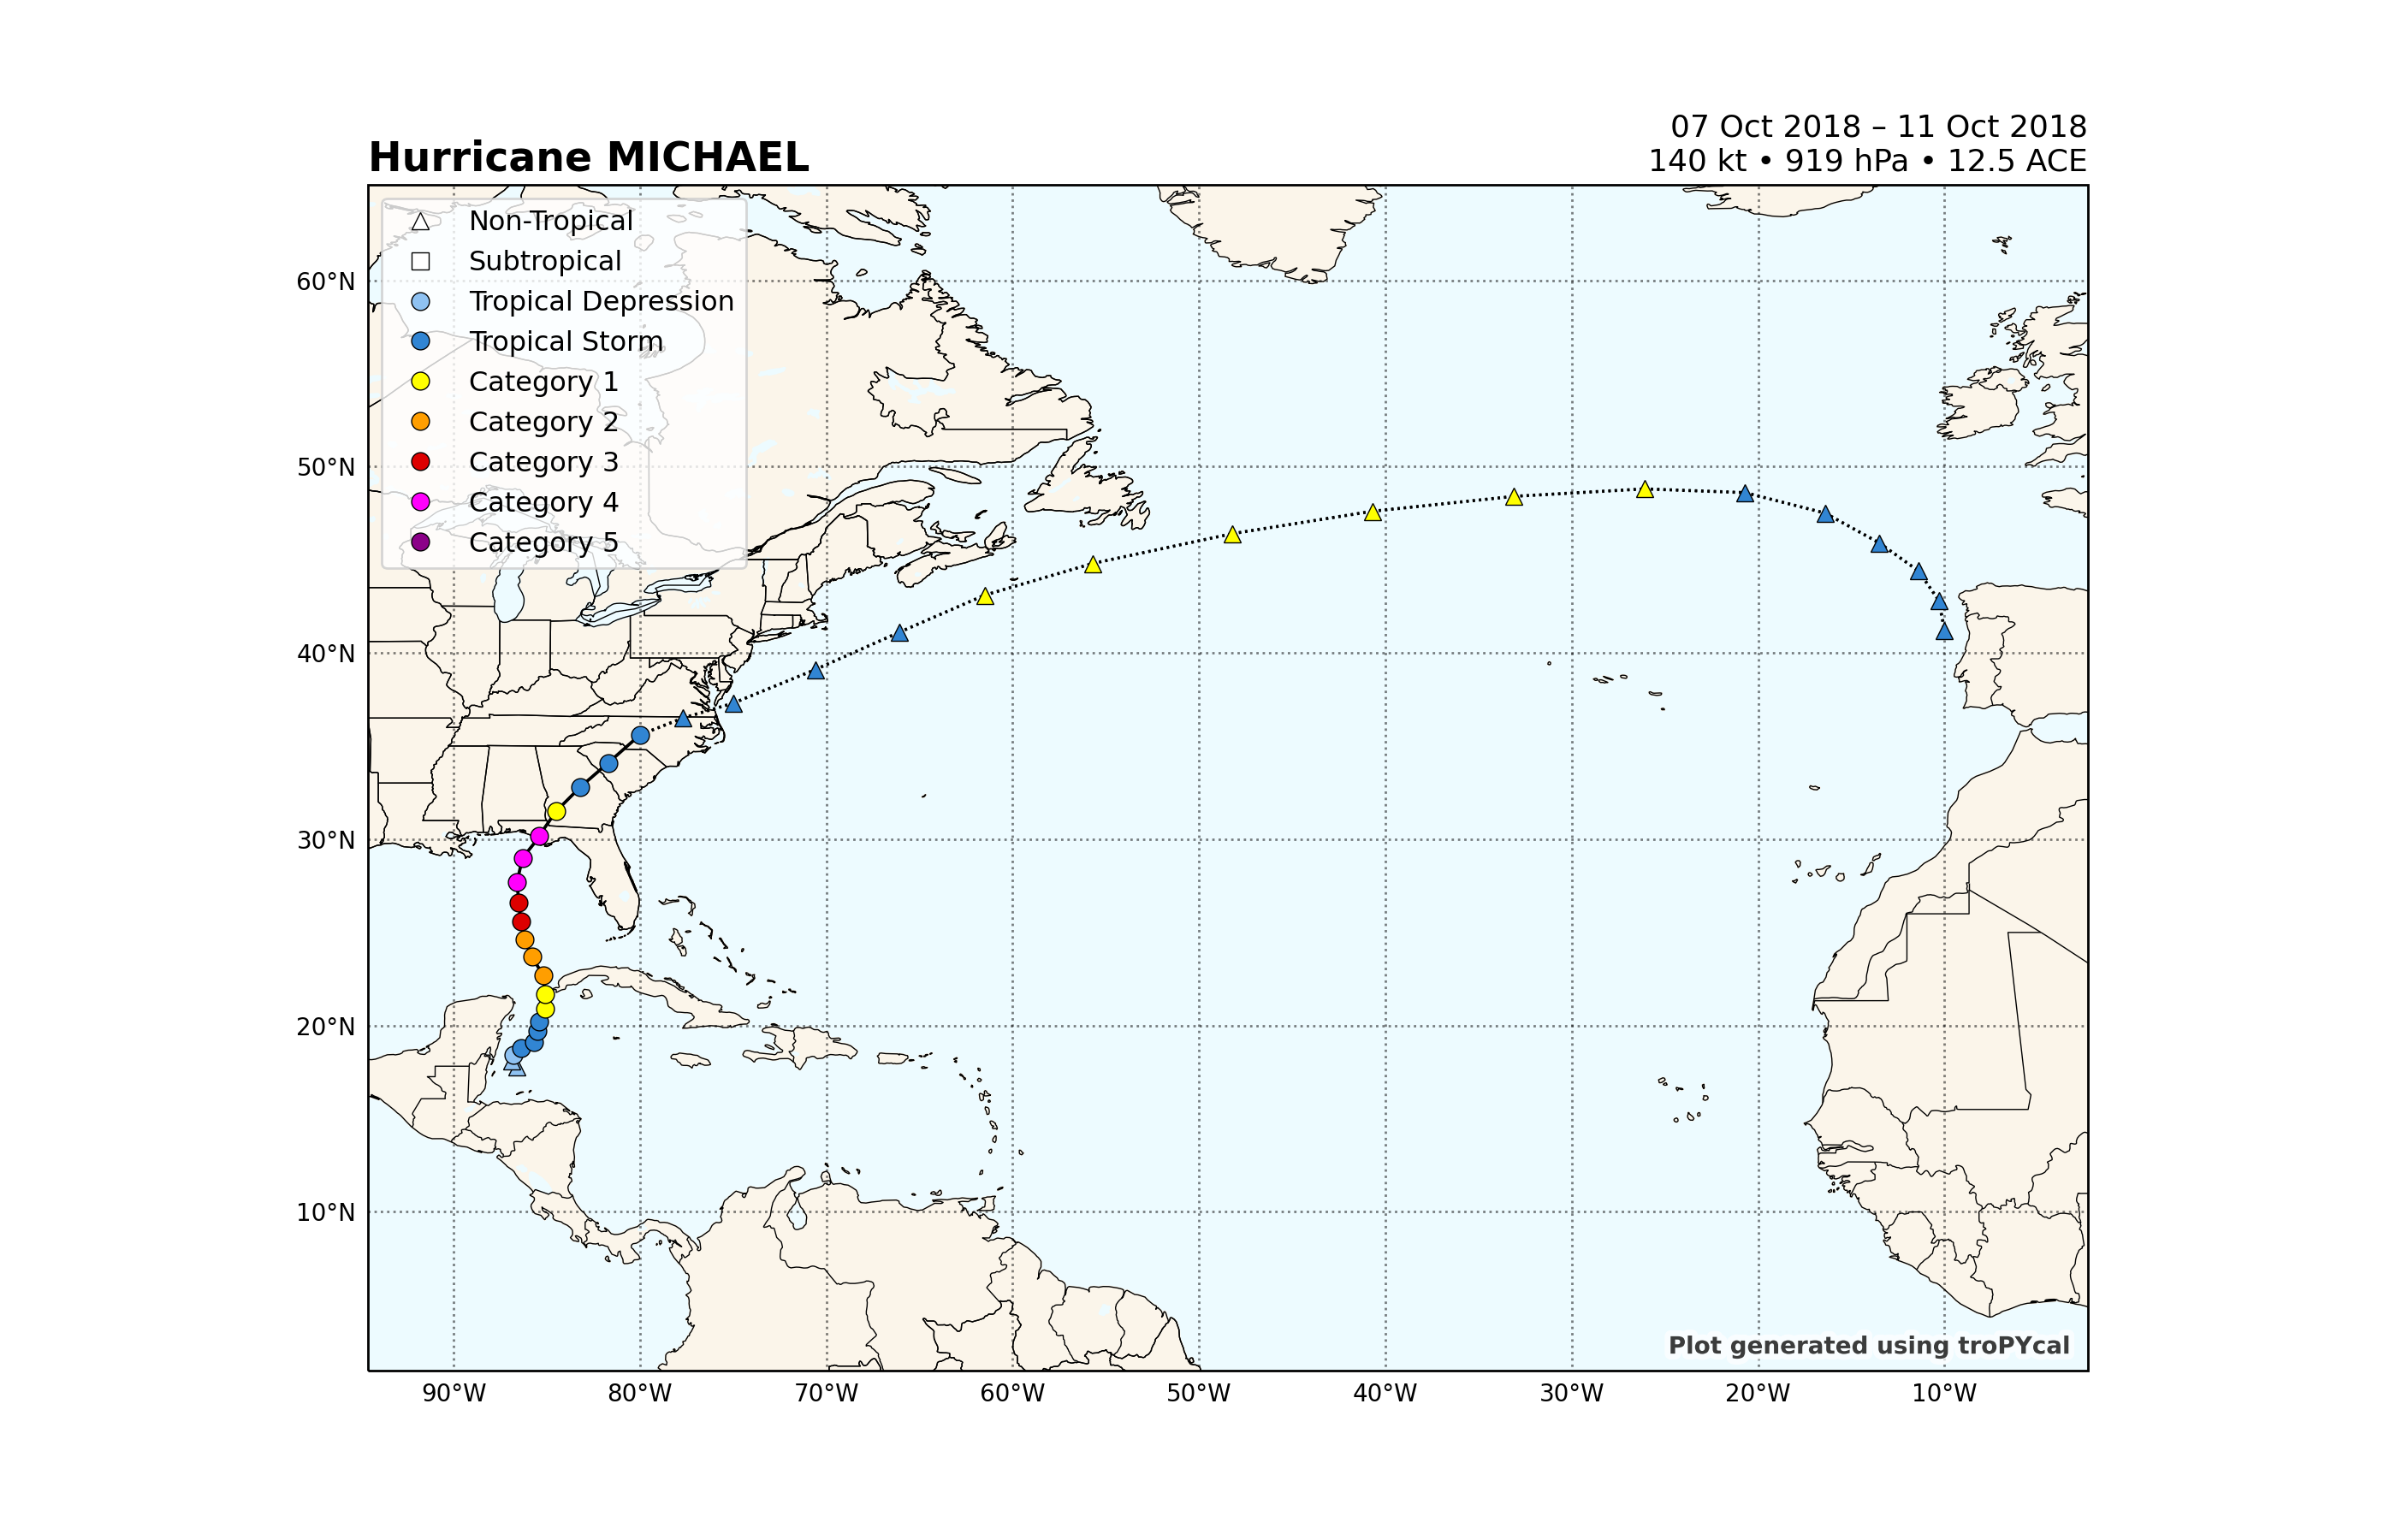 Hurricane MICHAEL
07 Oct 2018 – 11 Oct 2018
140 kt • 919 hPa • 12.5 ACE
Non-Tropical
Subtropical
Tropical Depression
Tropical Storm
Category 1
Category 2
Category 3
Category 4
Category 5
60°N
50°N
40°N
30°N
20°N
10°N
Plot generated using troPYcal
90°W 80°W 70°W 60°W 50°W 40°W 30°W 20°W 10°W